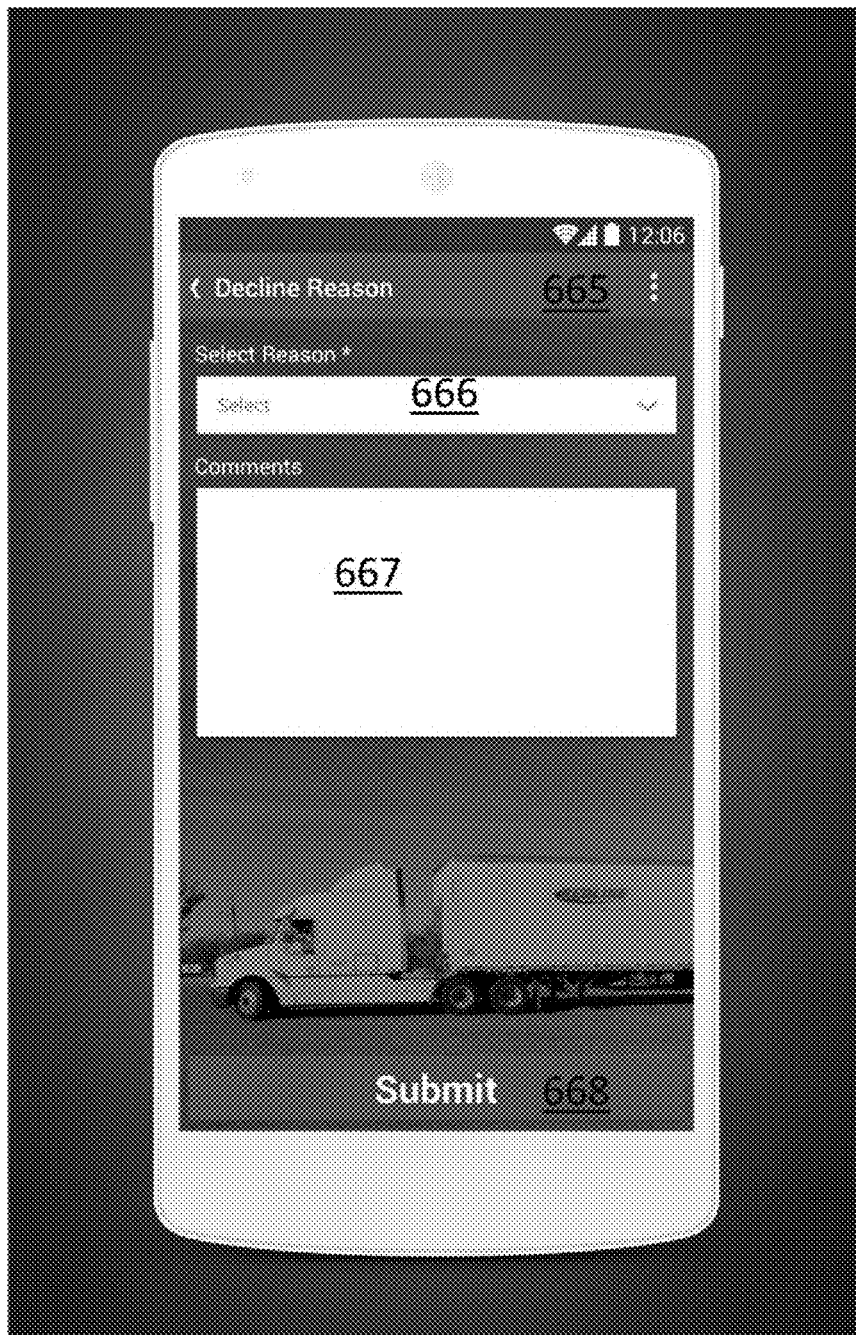 12:06
‹ Decline Reason 665
Select Reason *
Select 666
Comments
667
Submit 668